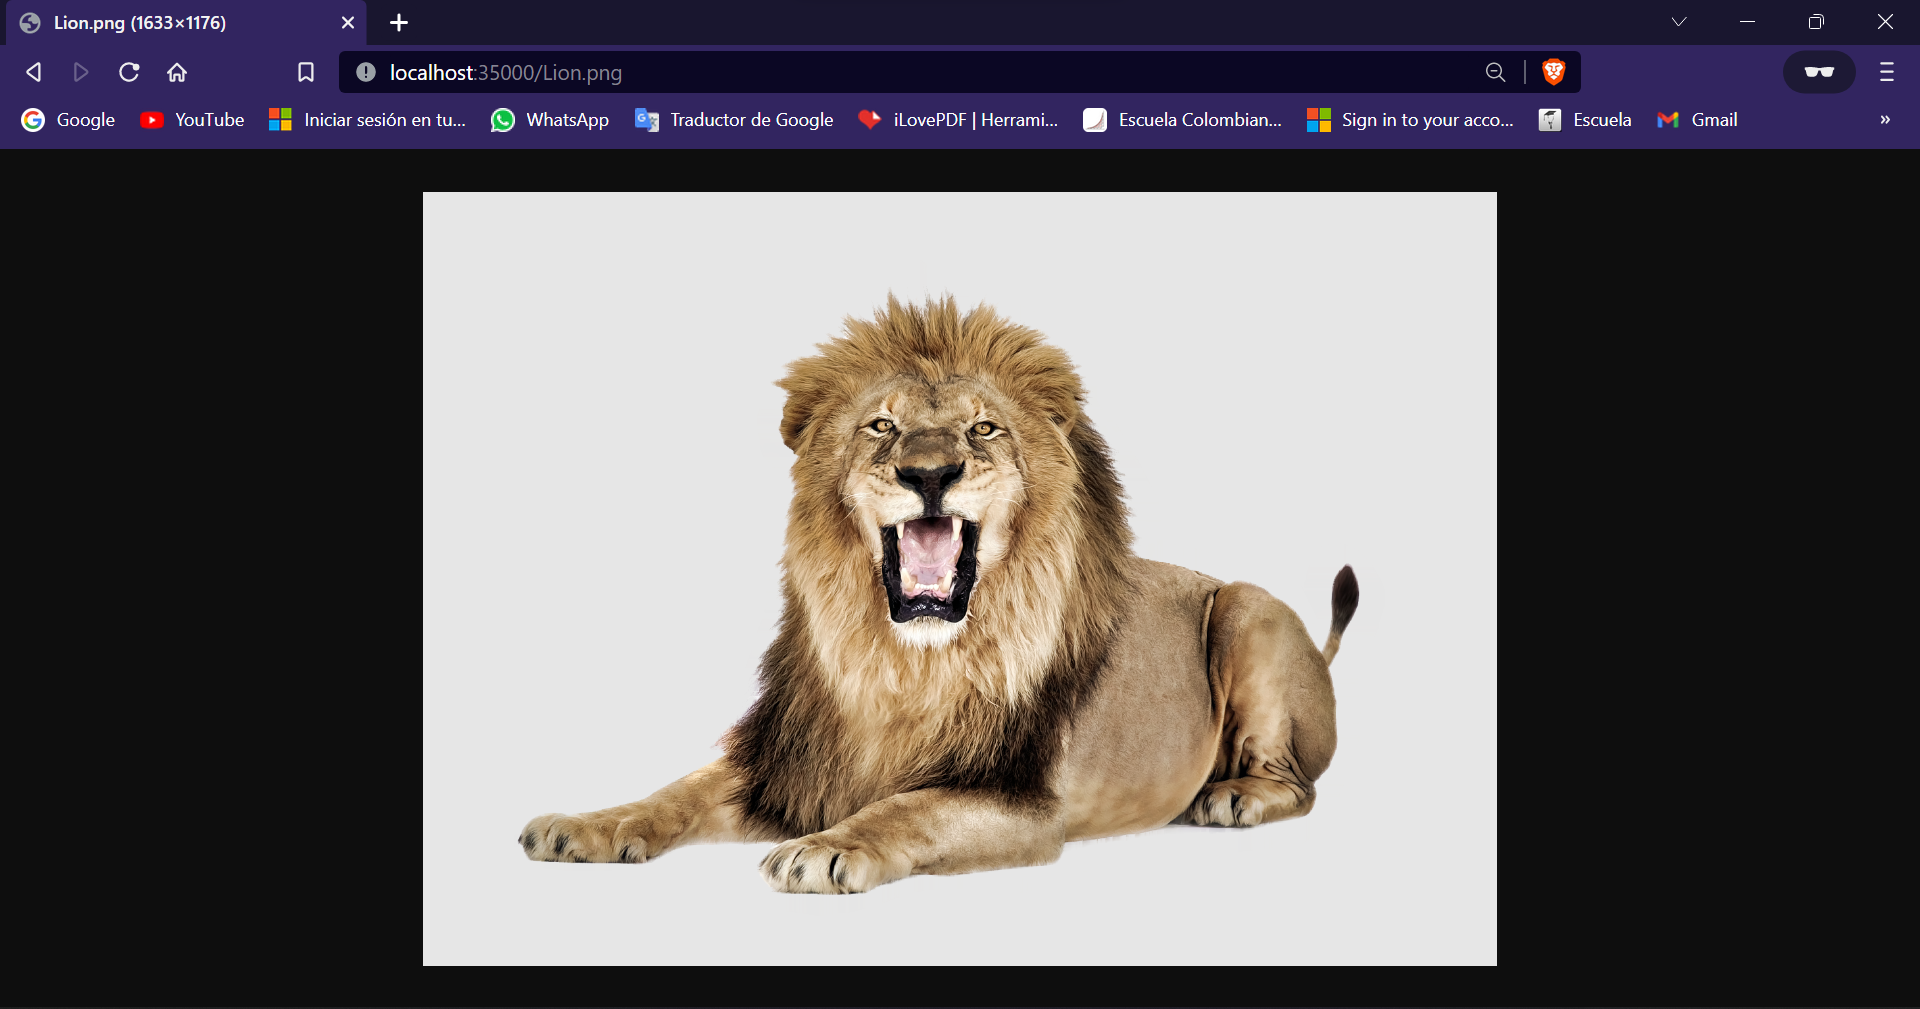 Lion.png (1633×1176)
localhost:35000/Lion.png
Google YouTube Iniciar sesión en tu... WhatsApp Traductor de Google iLovePDF | Herrami... Escuela Colombian... Sign in to your acco... Escuela Gmail »